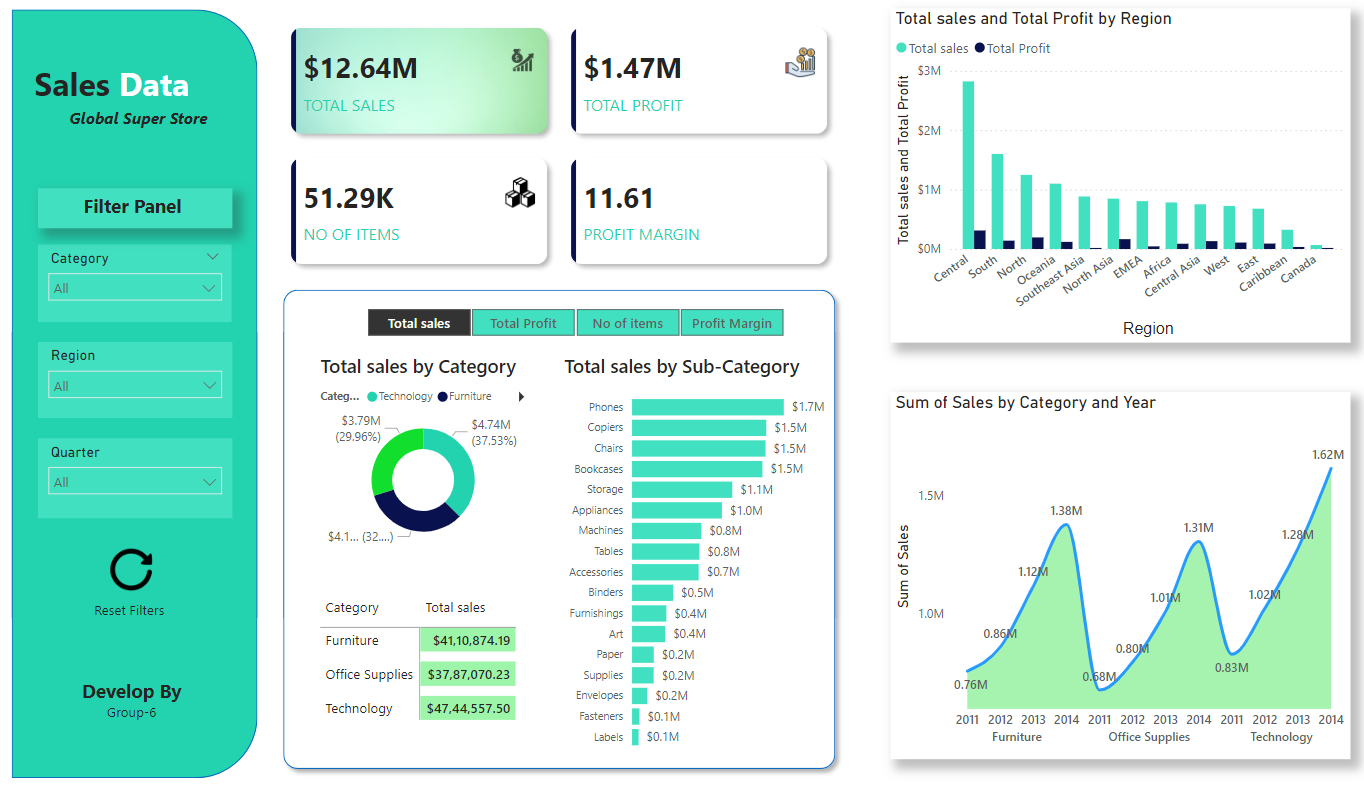 Sales Data
Global Super Store
Filter Panel
Category
All
Region
All
Quarter
All
Reset Filters
Develop By
Group-6
$12.64M
TOTAL SALES
$1.47M
TOTAL PROFIT
51.29K
NO OF ITEMS
11.61
PROFIT MARGIN
Total sales
Total Profit
No of items
Profit Margin
Total sales by Category
Categ... Technology Furniture
$3.79M
(29.96%)
$4.74M
(37.53%)
$4.1... (32....)
Category Total sales
Furniture $41,10,874.19
Office Supplies $37,87,070.23
Technology $47,44,557.50
Total sales by Sub-Category
Phones $1.7M
Copiers $1.5M
Chairs $1.5M
Bookcases $1.5M
Storage $1.1M
Appliances $1.0M
Machines $0.8M
Tables $0.8M
Accessories $0.7M
Binders $0.5M
Furnishings $0.4M
Art $0.4M
Paper $0.2M
Supplies $0.2M
Envelopes $0.2M
Fasteners $0.1M
Labels $0.1M
Total sales and Total Profit by Region
Total sales Total Profit
Total sales and Total Profit
$3M
$2M
$1M
$0M
Central
South
North
Oceania
Southeast Asia
North Asia
EMEA
Africa
Central Asia
West
East
Caribbean
Canada
Region
Sum of Sales by Category and Year
Sum of Sales
1.5M
1.0M
0.76M
0.86M
1.12M
1.38M
0.68M
0.80M
1.01M
1.31M
0.83M
1.02M
1.28M
1.62M
2011 2012 2013 2014 2011 2012 2013 2014 2011 2012 2013 2014
Furniture Office Supplies Technology